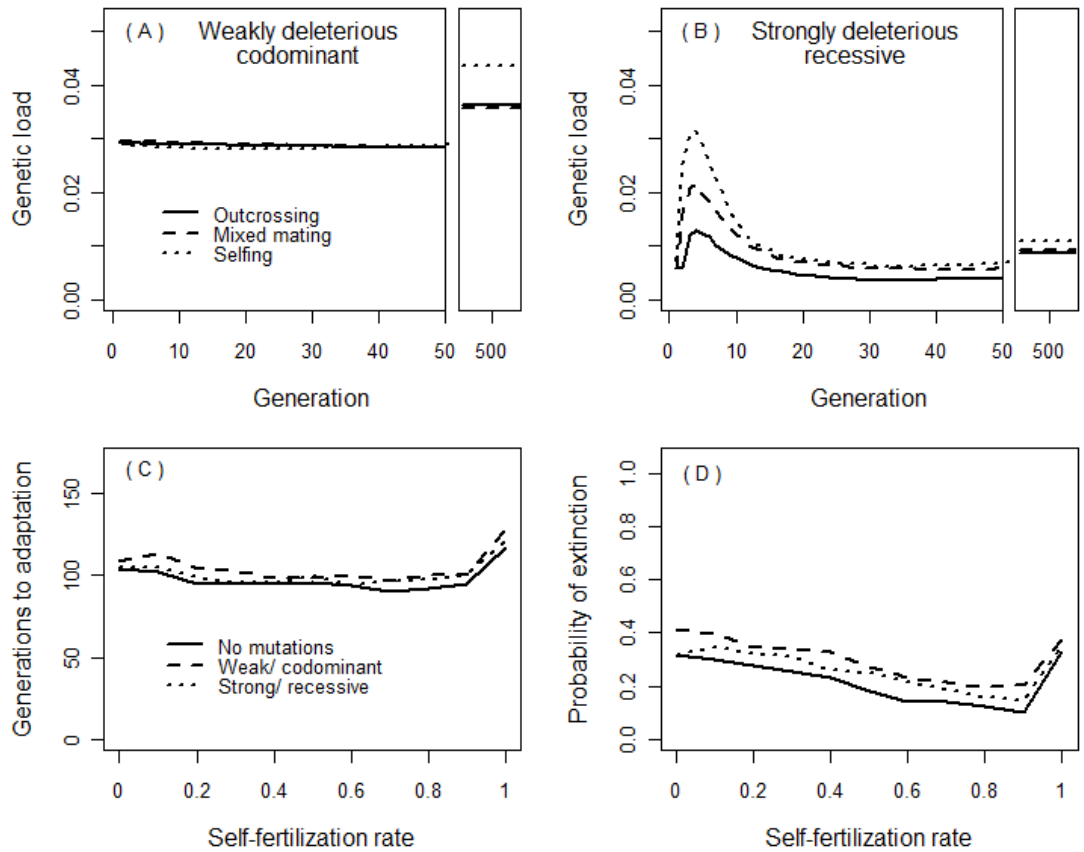 ( A )
Weakly deleterious
codominant
Genetic load
0.04
0.02
0.00
Outcrossing
Mixed mating
Selfing
0
10
20
30
40
50
500
Generation
( B )
Strongly deleterious
recessive
Genetic load
0.04
0.02
0.00
0
10
20
30
40
50
500
Generation
( C )
Generations to adaptation
150
100
50
0
No mutations
Weak/ codominant
Strong/ recessive
0
0.2
0.4
0.6
0.8
1
Self-fertilization rate
( D )
Probability of extinction
1.0
0.8
0.6
0.4
0.2
0.0
0
0.2
0.4
0.6
0.8
1
Self-fertilization rate